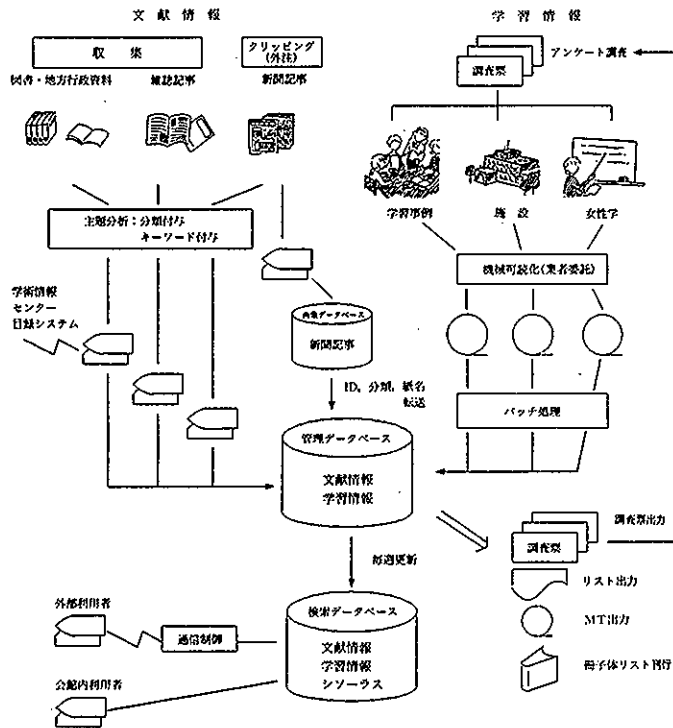 文献情報
収集
クリッピング
(外注)
図書・地方行政資料
雑誌記事
新聞記事
主題分析：分類付与
キーワード付与
学術情報
センター
目録システム
画像データベース
新聞記事
ID，分類，紙名
転送
学習情報
アンケート調査
調査票
学習事例
施設
女性学
機械可読化(業者委託)
バッチ処理
管理データベース
文献情報
学習情報
毎週更新
検索データベース
文献情報
学習情報
シソーラス
外部利用者
通信制御
公館内利用者
調査票出力
調査票
リスト出力
MT出力
冊子体リスト刊行